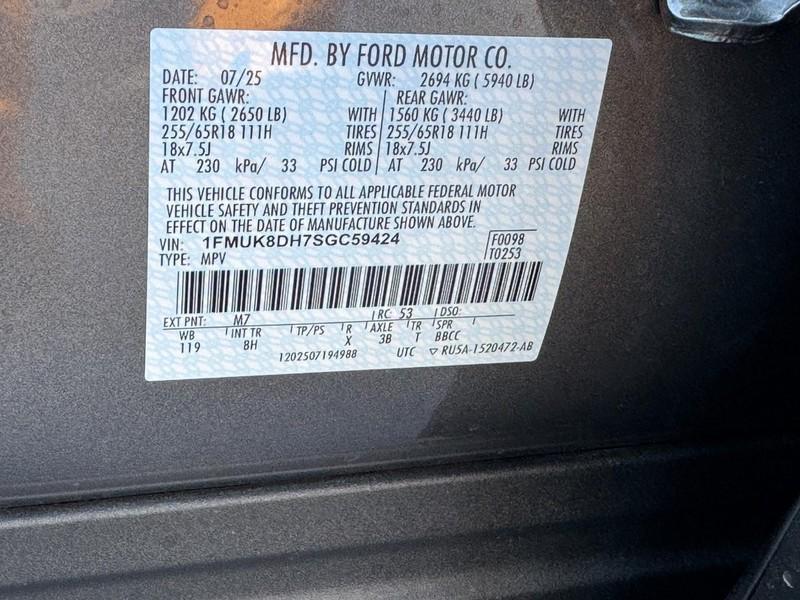 MFD. BY FORD MOTOR CO.
DATE: 07/25 GVWR: 2694 KG ( 5940 LB)
FRONT GAWR: REAR GAWR:
1202 KG ( 2650 LB) WITH 1560 KG ( 3440 LB) WITH
255/65R18 111H TIRES 255/65R18 111H TIRES
18x7.5J RIMS 18x7.5J RIMS
AT 230 kPa/ 33 PSI COLD AT 230 kPa/ 33 PSI COLD
THIS VEHICLE CONFORMS TO ALL APPLICABLE FEDERAL MOTOR
VEHICLE SAFETY AND THEFT PREVENTION STANDARDS IN
EFFECT ON THE DATE OF MANUFACTURE SHOWN ABOVE.
VIN: 1FMUK8DH7SGC59424 F0098
TYPE: MPV T0253
EXT PNT: M7 RC: 53 DSO:
WB INT TR TP/PS R AXLE TR SPR
119 8H X 3B T BBCC
1202507194988 UTC ▽ RU5A-1520472-AB